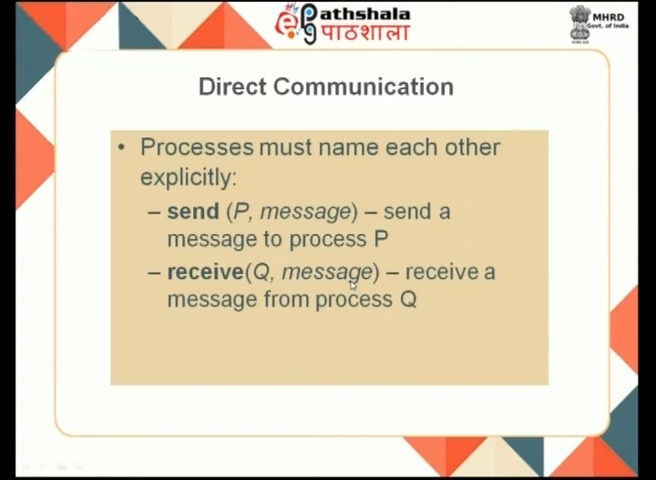 ePathshala
पाठशाला
MHRD
Govt. of India
Direct Communication
• Processes must name each other
explicitly:
– send (P, message) – send a
message to process P
– receive(Q, message) – receive a
message from process Q